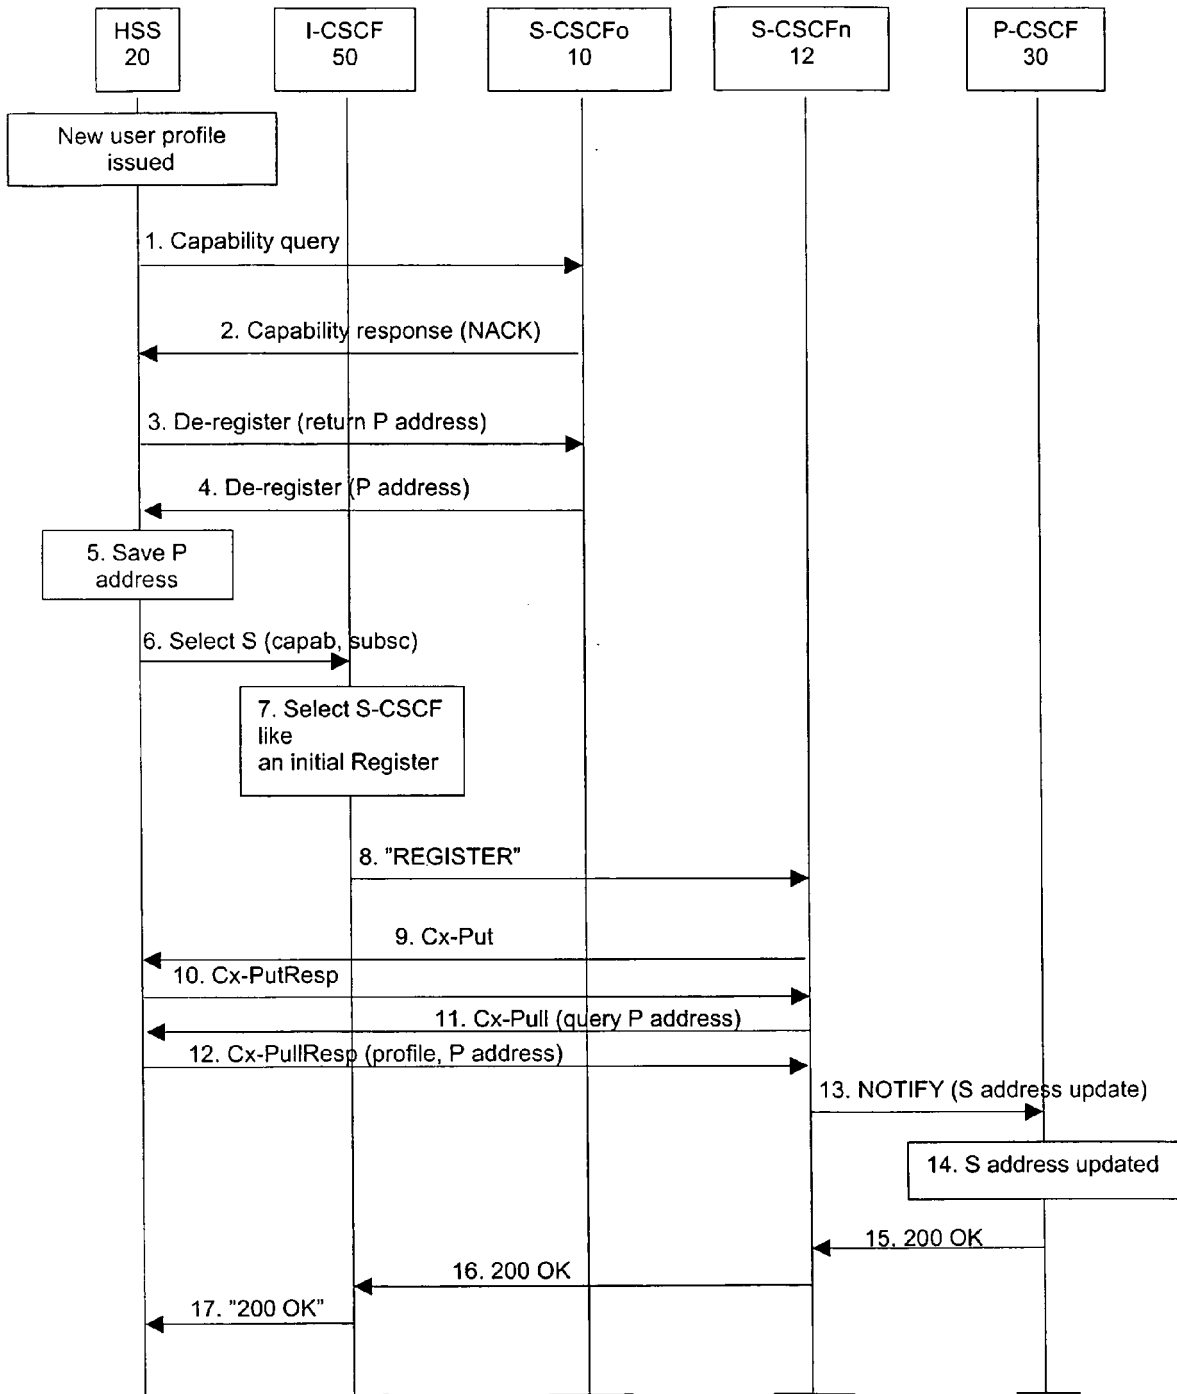 HSS
20
I-CSCF
50
S-CSCFo
10
S-CSCFn
12
P-CSCF
30
New user profile
issued
1. Capability query
2. Capability response (NACK)
3. De-register (return P address)
4. De-register (P address)
5. Save P
address
6. Select S (capab, subsc)
7. Select S-CSCF
like
an initial Register
8. "REGISTER"
9. Cx-Put
10. Cx-PutResp
11. Cx-Pull (query P address)
12. Cx-PullResp (profile, P address)
13. NOTIFY (S address update)
14. S address updated
15. 200 OK
16. 200 OK
17. "200 OK"